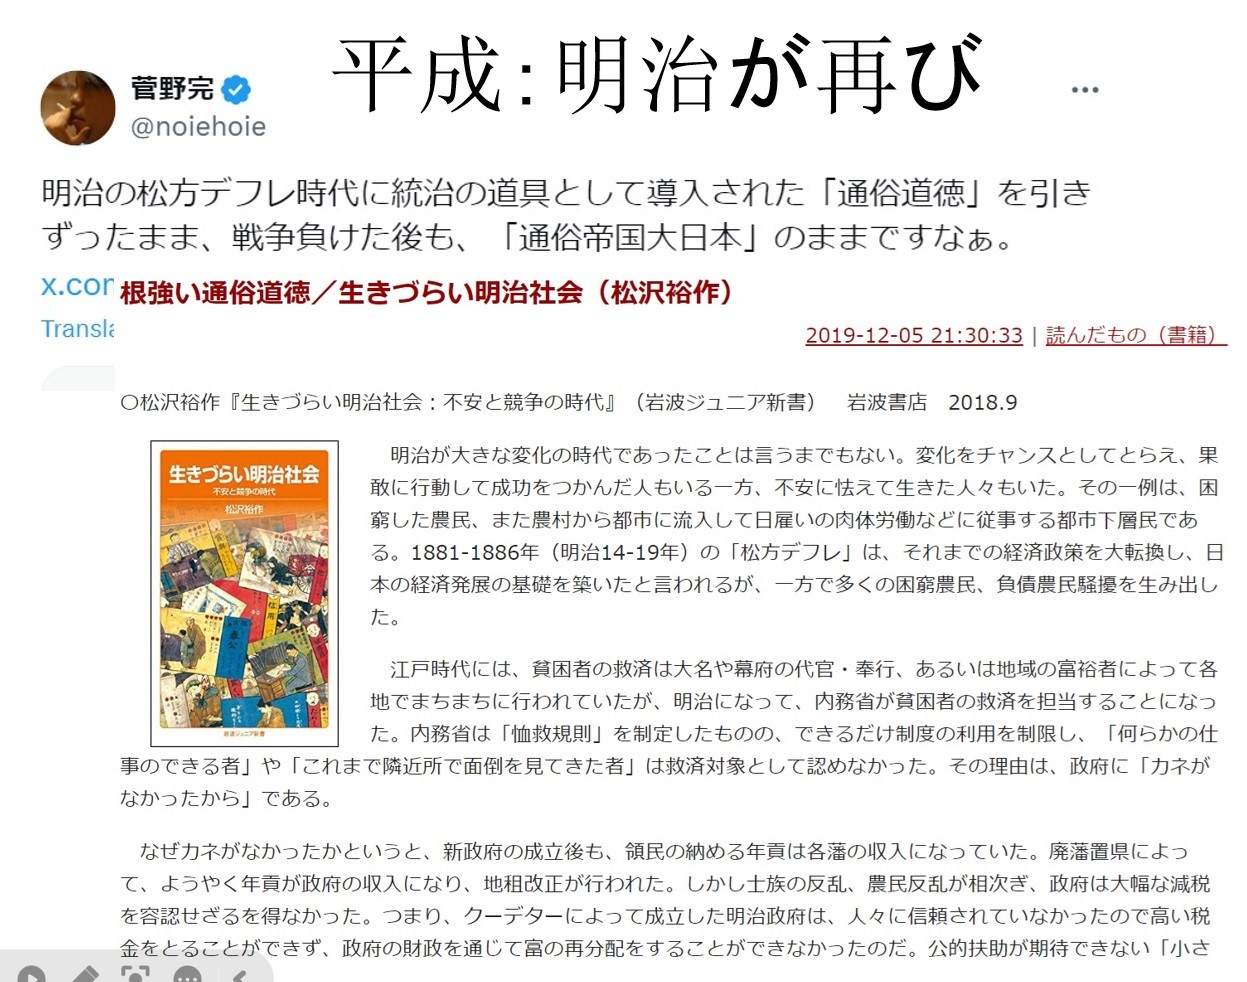 平成：明治が再び
菅野完
@noiehoie
明治の松方デフレ時代に統治の道具として導入された「通俗道徳」を引き
ずったまま、戦争負けた後も、「通俗帝国大日本」のままですなぁ。
x.con
根強い通俗道徳／生きづらい明治社会（松沢裕作）
Transla
2019-12-05 21:30:33 | 読んだもの（書籍）
〇松沢裕作『生きづらい明治社会：不安と競争の時代』（岩波ジュニア新書）　岩波書店　2018.9
生きづらい明治社会
不安と競争の時代
松沢裕作
岩波ジュニア新書
明治が大きな変化の時代であったことは言うまでもない。変化をチャンスとしてとらえ、果
敢に行動して成功をつかんだ人もいる一方、不安に怯えて生きた人々もいた。その一例は、困
窮した農民、また農村から都市に流入して日雇いの肉体労働などに従事する都市下層民であ
る。1881-1886年（明治14-19年）の「松方デフレ」は、それまでの経済政策を大転換し、日
本の経済発展の基礎を築いたと言われるが、一方で多くの困窮農民、負債農民騒擾を生み出し
た。
江戸時代には、貧困者の救済は大名や幕府の代官・奉行、あるいは地域の富裕者によって各
地でまちまちに行われていたが、明治になって、内務省が貧困者の救済を担当することになっ
た。内務省は「恤救規則」を制定したものの、できるだけ制度の利用を制限し、「何らかの仕
事のできる者」や「これまで隣近所で面倒を見てきた者」は救済対象として認めなかった。その理由は、政府に「カネが
なかったから」である。
なぜカネがなかったかというと、新政府の成立後も、領民の納める年貢は各藩の収入になっていた。廃藩置県によっ
て、ようやく年貢が政府の収入になり、地租改正が行われた。しかし士族の反乱、農民反乱が相次ぎ、政府は大幅な減税
を容認せざるを得なかった。つまり、クーデターによって成立した明治政府は、人々に信頼されていなかったので高い税
金をとることができず、政府の財政を通じて富の再分配をすることができなかったのだ。公的扶助が期待できない「小さ